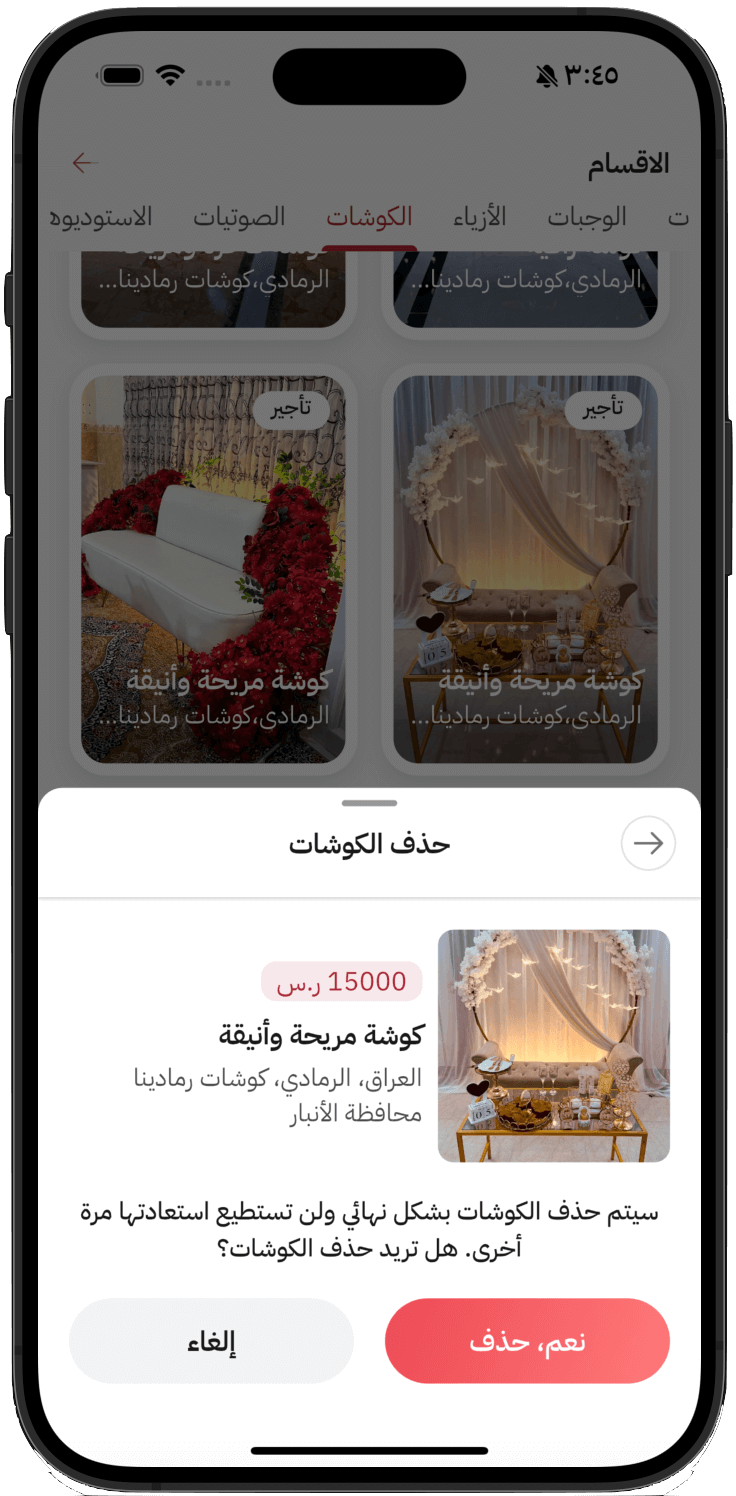 ٣:٤٥
الاقسام
ت الوجبات الأزياء الكوشات الصوتيات الاستوديوه
الرمادي،كوشات رمادينا...
الرمادي،كوشات رمادينا...
تأجير
تأجير
كوشة مريحة وأنيقة
الرمادي،كوشات رمادينا...
كوشة مريحة وأنيقة
الرمادي،كوشات رمادينا...
حذف الكوشات
15000 ر.س
كوشة مريحة وأنيقة
العراق، الرمادي، كوشات رمادينا
محافظة الأنبار
سيتم حذف الكوشات بشكل نهائي ولن تستطيع استعادتها مرة
أخرى. هل تريد حذف الكوشات؟
نعم، حذف
إلغاء